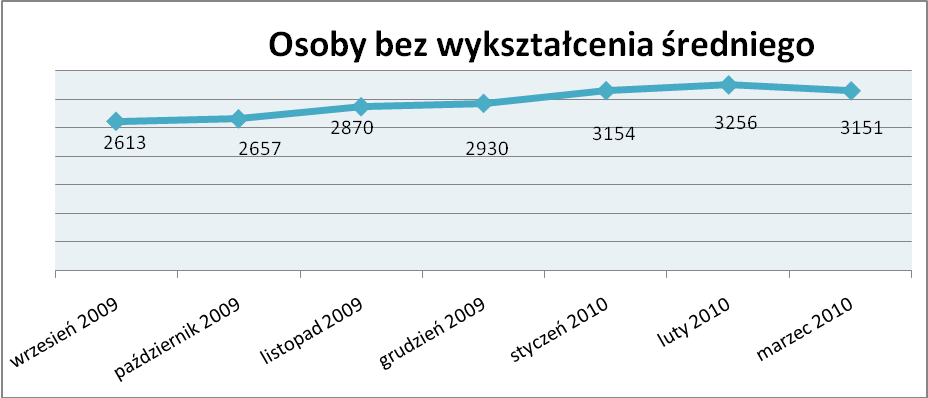 Osoby bez wykształcenia średniego
2613
2657
2870
2930
3154
3256
3151
wrzesień 2009
październik 2009
listopad 2009
grudzień 2009
styczeń 2010
luty 2010
marzec 2010